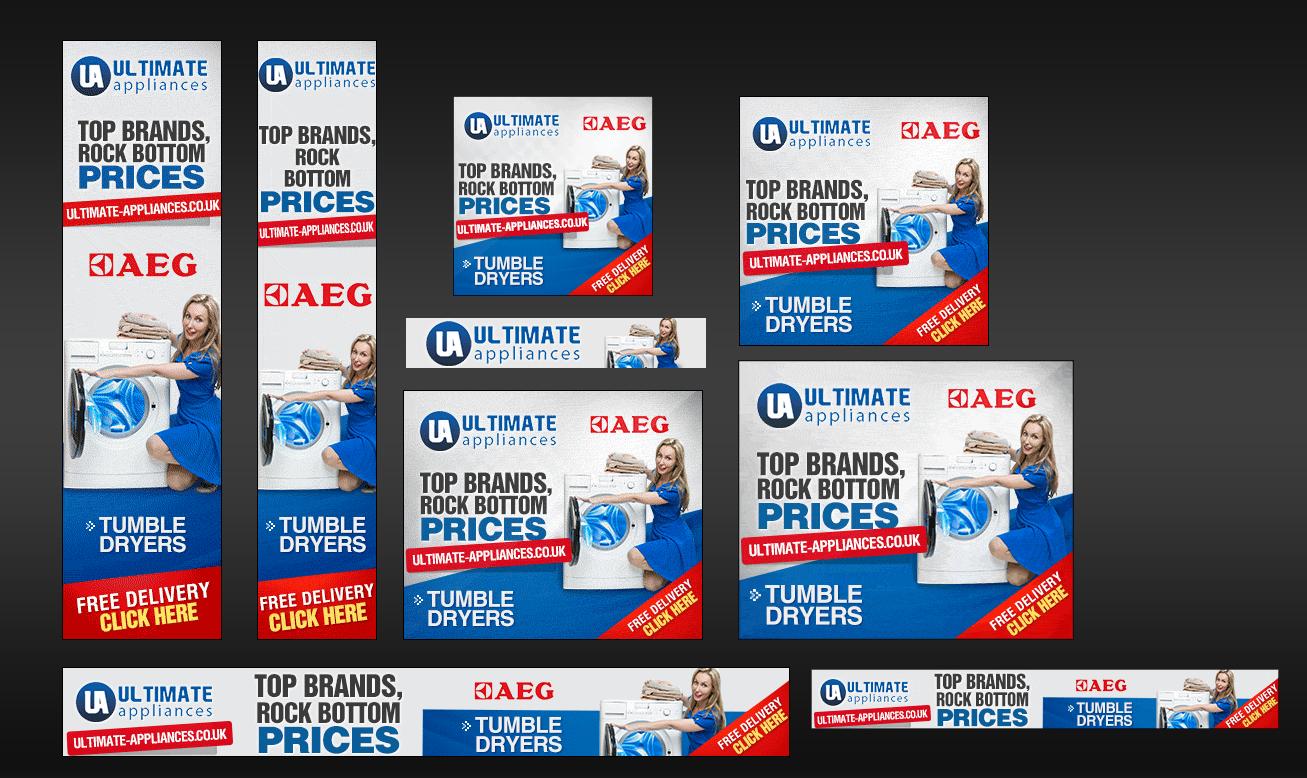 UA ULTIMATE
appliances
TOP BRANDS,
ROCK BOTTOM
PRICES
ULTIMATE-APPLIANCES.CO.UK
AEG
TUMBLE
DRYERS
FREE DELIVERY
CLICK HERE
UA ULTIMATE
appliances
TOP BRANDS,
ROCK
BOTTOM
PRICES
ULTIMATE-APPLIANCES.CO.UK
AEG
TUMBLE
DRYERS
FREE DELIVERY
CLICK HERE
UA ULTIMATE
appliances
AEG
TOP BRANDS,
ROCK BOTTOM
PRICES
ULTIMATE-APPLIANCES.CO.UK
TUMBLE
DRYERS
FREE DELIVERY
CLICK HERE
UA ULTIMATE
appliances
UA ULTIMATE
appliances
AEG
TOP BRANDS,
ROCK BOTTOM
PRICES
ULTIMATE-APPLIANCES.CO.UK
TUMBLE
DRYERS
FREE DELIVERY
CLICK HERE
UA ULTIMATE
appliances
AEG
TOP BRANDS,
ROCK BOTTOM
PRICES
ULTIMATE-APPLIANCES.CO.UK
TUMBLE
DRYERS
FREE DELIVERY
CLICK HERE
UA ULTIMATE
appliances
AEG
TOP BRANDS,
ROCK BOTTOM
PRICES
ULTIMATE-APPLIANCES.CO.UK
TUMBLE
DRYERS
FREE DELIVERY
CLICK HERE
UA ULTIMATE
appliances
ULTIMATE-APPLIANCES.CO.UK
TOP BRANDS,
ROCK BOTTOM
PRICES
AEG
TUMBLE
DRYERS
FREE DELIVERY
CLICK HERE
UA ULTIMATE
appliances
ULTIMATE-APPLIANCES.CO.UK
TOP BRANDS,
ROCK BOTTOM
PRICES
AEG
TUMBLE
DRYERS
FREE DELIVERY
CLICK HERE